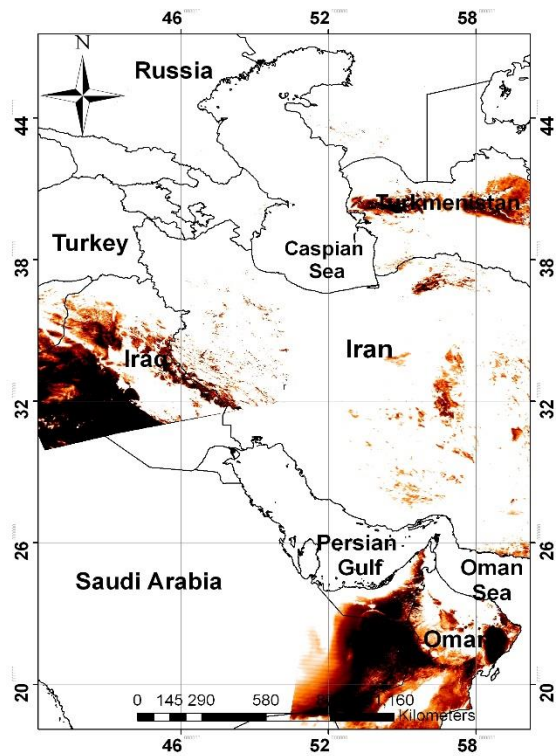 46 52 58
N
Russia
44 44
Turkmenistan
Turkey
Caspian
Sea
38 38
Iraq
Iran
32 32
26 26
Persian
Gulf
Oman
Sea
Saudi Arabia
Oman
20 20
0 145 290 580 1,160
Kilometers
46 52 58